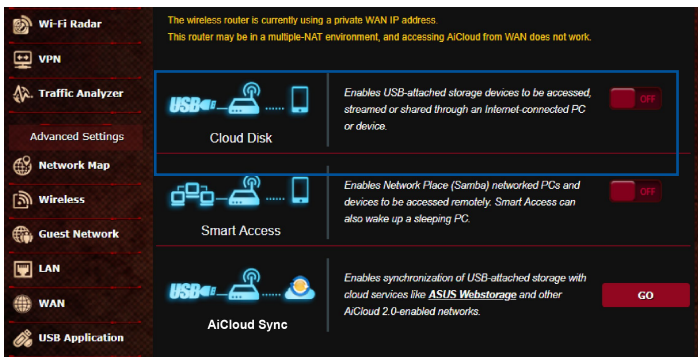 Wi-Fi Radar
VPN
Traffic Analyzer
Advanced Settings
Network Map
Wireless
Guest Network
LAN
WAN
USB Application
The wireless router is currently using a private WAN IP address.
This router may be in a multiple-NAT environment, and accessing AiCloud from WAN does not work.
USB
Cloud Disk
Enables USB-attached storage devices to be accessed,
streamed or shared through an Internet-connected PC
or device.
OFF
Smart Access
Enables Network Place (Samba) networked PCs and
devices to be accessed remotely. Smart Access can
also wake up a sleeping PC.
OFF
USB
AiCloud Sync
Enables synchronization of USB-attached storage with
cloud services like ASUS Webstorage and other
AiCloud 2.0-enabled networks.
GO